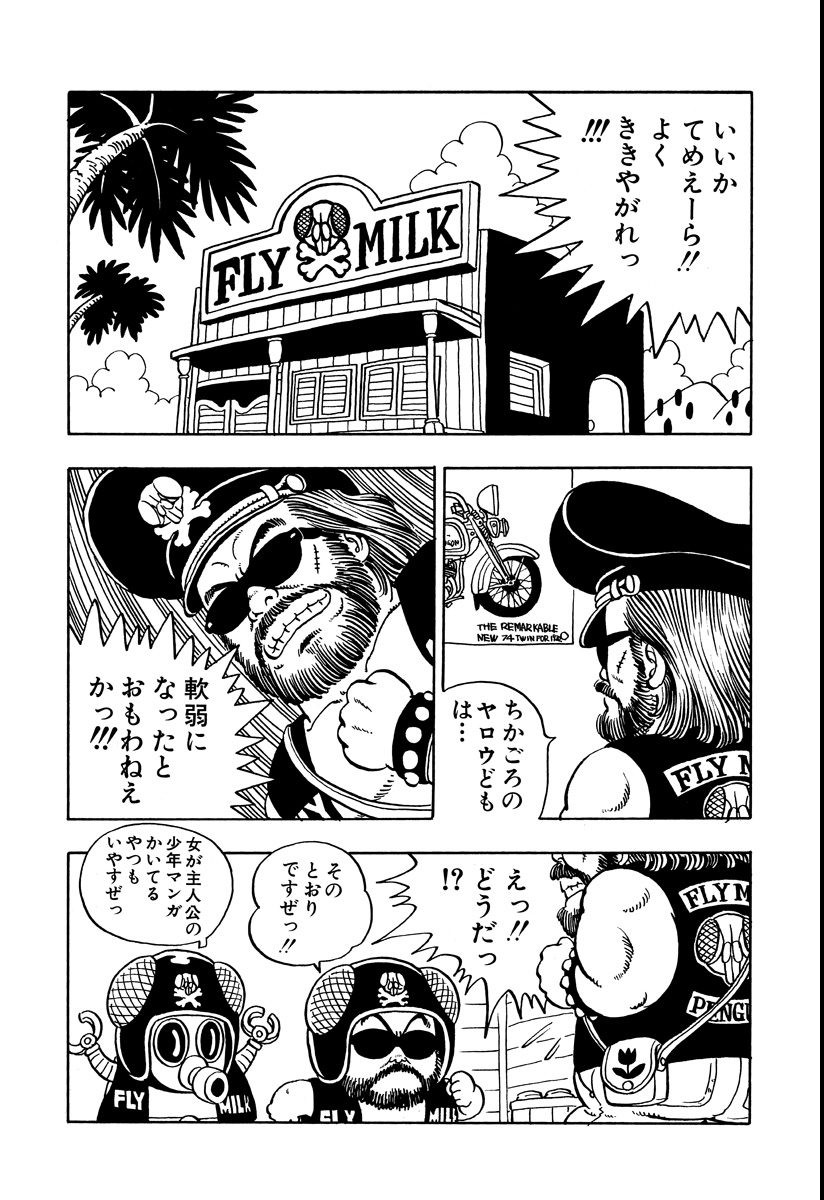 いいか
てめえーら!!
よく
ききやがれっ
!!!
FLY MILK
THE REMARKABLE
NEW 74 TWIN FOR
ちかごろの
ヤロウども
は…
FLY M
軟弱に
なったと
おもわねえ
かっ!!!
えっ!!
どうだっ
!?
FLY M
PENGU
その
とおり
ですぜっ!!
FLY MIL
女が主人公の
少年マンガ
かいてる
やつも
いやすぜっ
FLY MILK